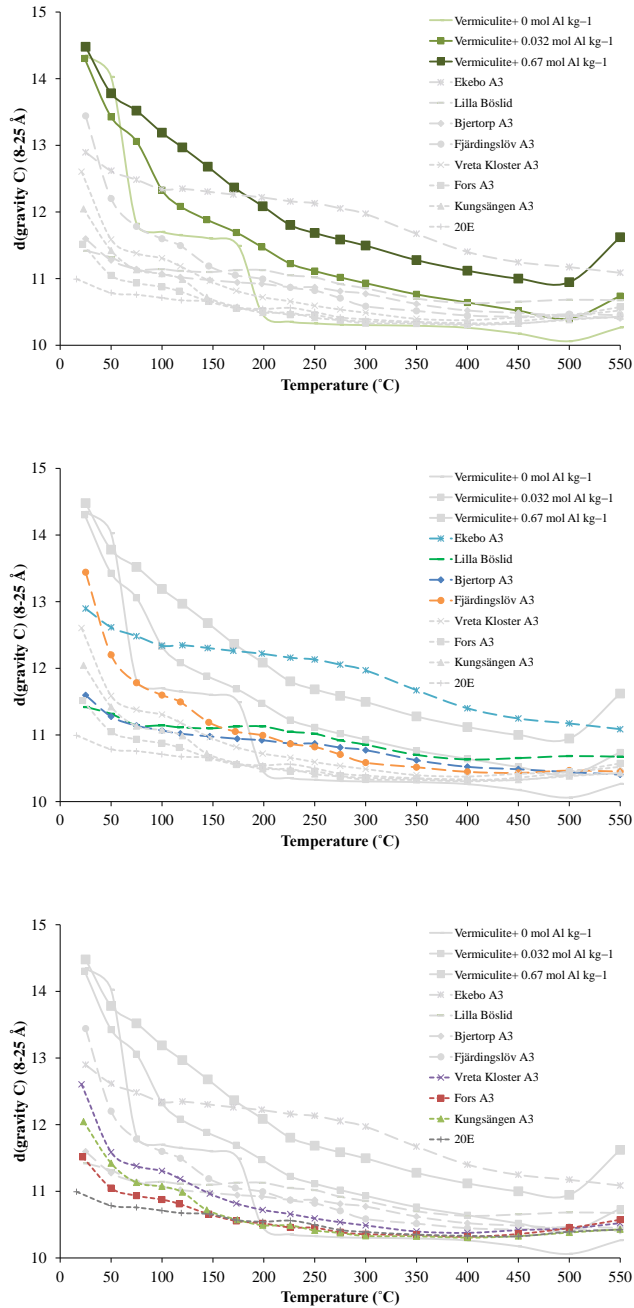 15
14
13
12
11
10
0 50 100 150 200 250 300 350 400 450 500 550
d(gravity C) (8-25 Å)
Temperature (˚C)
Vermiculite+ 0 mol Al kg–1
Vermiculite+ 0.032 mol Al kg–1
Vermiculite+ 0.67 mol Al kg–1
Ekebo A3
Lilla Böslid
Bjertorp A3
Fjärdingslöv A3
Vreta Kloster A3
Fors A3
Kungsängen A3
20E
15
14
13
12
11
10
0 50 100 150 200 250 300 350 400 450 500 550
d(gravity C) (8-25 Å)
Temperature (˚C)
Vermiculite+ 0 mol Al kg–1
Vermiculite+ 0.032 mol Al kg–1
Vermiculite+ 0.67 mol Al kg–1
Ekebo A3
Lilla Böslid
Bjertorp A3
Fjärdingslöv A3
Vreta Kloster A3
Fors A3
Kungsängen A3
20E
15
14
13
12
11
10
0 50 100 150 200 250 300 350 400 450 500 550
d(gravity C) (8-25 Å)
Temperature (˚C)
Vermiculite+ 0 mol Al kg–1
Vermiculite+ 0.032 mol Al kg–1
Vermiculite+ 0.67 mol Al kg–1
Ekebo A3
Lilla Böslid
Bjertorp A3
Fjärdingslöv A3
Vreta Kloster A3
Fors A3
Kungsängen A3
20E